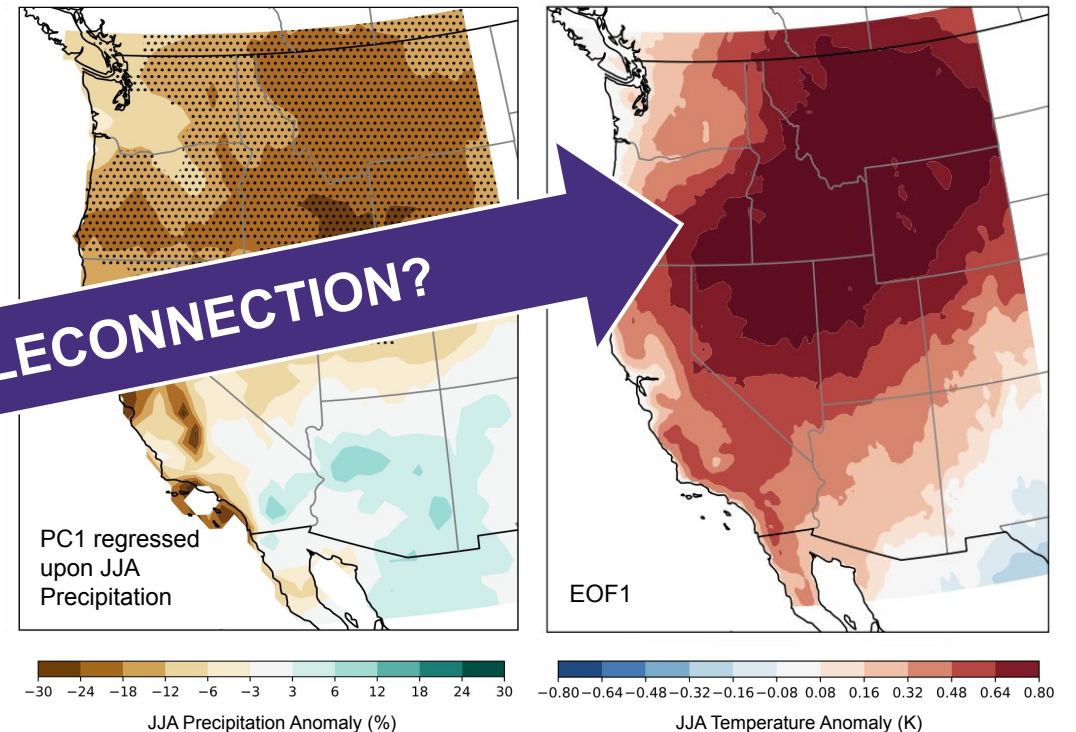 LECONNECTION?
PC1 regressed
upon JJA
Precipitation
EOF1
−30 −24 −18 −12 −6 −3 3 6 12 18 24 30
JJA Precipitation Anomaly (%)
−0.80 −0.64 −0.48 −0.32 −0.16 −0.08 0.08 0.16 0.32 0.48 0.64 0.80
JJA Temperature Anomaly (K)